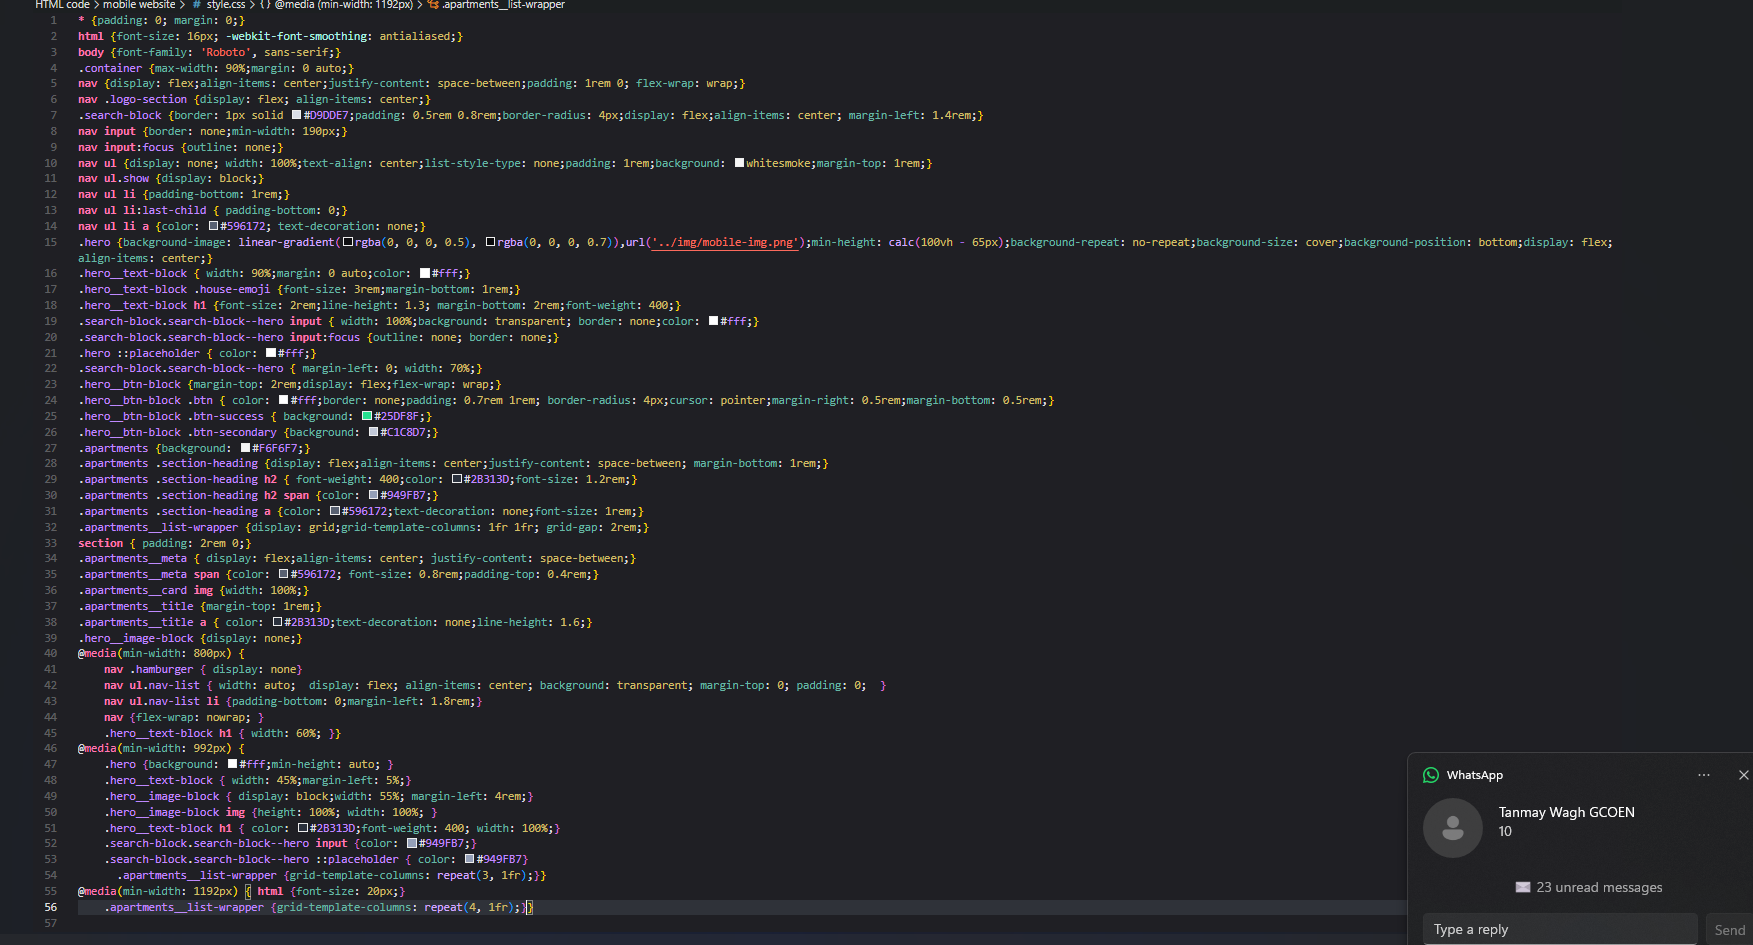 HTML code > mobile website > # style.css > {} @media (min-width: 1192px) > .apartments__list-wrapper
1 * {padding: 0; margin: 0;}
2 html {font-size: 16px; -webkit-font-smoothing: antialiased;}
3 body {font-family: 'Roboto', sans-serif;}
4 .container {max-width: 90%;margin: 0 auto;}
5 nav {display: flex;align-items: center;justify-content: space-between;padding: 1rem 0; flex-wrap: wrap;}
6 nav .logo-section {display: flex; align-items: center;}
7 .search-block {border: 1px solid #D9DDE7;padding: 0.5rem 0.8rem;border-radius: 4px;display: flex;align-items: center; margin-left: 1.4rem;}
8 nav input {border: none;min-width: 190px;}
9 nav input:focus {outline: none;}
10 nav ul {display: none; width: 100%;text-align: center;list-style-type: none;padding: 1rem;background: whitesmoke;margin-top: 1rem;}
11 nav ul.show {display: block;}
12 nav ul li {padding-bottom: 1rem;}
13 nav ul li:last-child { padding-bottom: 0;}
14 nav ul li a {color: #596172; text-decoration: none;}
15 .hero {background-image: linear-gradient(rgba(0, 0, 0, 0.5), rgba(0, 0, 0, 0.7)),url('../img/mobile-img.png');min-height: calc(100vh - 65px);background-repeat: no-repeat;background-size: cover;background-position: bottom;display: flex;
align-items: center;}
16 .hero__text-block { width: 90%;margin: 0 auto;color: #fff;}
17 .hero__text-block .house-emoji {font-size: 3rem;margin-bottom: 1rem;}
18 .hero__text-block h1 {font-size: 2rem;line-height: 1.3; margin-bottom: 2rem;font-weight: 400;}
19 .search-block.search-block--hero input { width: 100%;background: transparent; border: none;color: #fff;}
20 .search-block.search-block--hero input:focus {outline: none; border: none;}
21 .hero ::placeholder { color: #fff;}
22 .search-block.search-block--hero { margin-left: 0; width: 70%;}
23 .hero__btn-block {margin-top: 2rem;display: flex;flex-wrap: wrap;}
24 .hero__btn-block .btn { color: #fff;border: none;padding: 0.7rem 1rem; border-radius: 4px;cursor: pointer;margin-right: 0.5rem;margin-bottom: 0.5rem;}
25 .hero__btn-block .btn-success { background: #25DF8F;}
26 .hero__btn-block .btn-secondary {background: #C1C8D7;}
27 .apartments {background: #F6F6F7;}
28 .apartments .section-heading {display: flex;align-items: center;justify-content: space-between; margin-bottom: 1rem;}
29 .apartments .section-heading h2 { font-weight: 400;color: #2B313D;font-size: 1.2rem;}
30 .apartments .section-heading h2 span {color: #949FB7;}
31 .apartments .section-heading a {color: #596172;text-decoration: none;font-size: 1rem;}
32 .apartments__list-wrapper {display: grid;grid-template-columns: 1fr 1fr; grid-gap: 2rem;}
33 section { padding: 2rem 0;}
34 .apartments__meta { display: flex;align-items: center; justify-content: space-between;}
35 .apartments__meta span {color: #596172; font-size: 0.8rem;padding-top: 0.4rem;}
36 .apartments__card img {width: 100%;}
37 .apartments__title {margin-top: 1rem;}
38 .apartments__title a { color: #2B313D;text-decoration: none;line-height: 1.6;}
39 .hero__image-block {display: none;}
40 @media(min-width: 800px) {
41 nav .hamburger { display: none}
42 nav ul.nav-list { width: auto;  display: flex; align-items: center; background: transparent; margin-top: 0; padding: 0;  }
43 nav ul.nav-list li {padding-bottom: 0;margin-left: 1.8rem;}
44 nav {flex-wrap: nowrap; }
45 .hero__text-block h1 { width: 60%; }}
46 @media(min-width: 992px) {
47 .hero {background: #fff;min-height: auto; }
48 .hero__text-block { width: 45%;margin-left: 5%;}
49 .hero__image-block { display: block;width: 55%; margin-left: 4rem;}
50 .hero__image-block img {height: 100%; width: 100%; }
51 .hero__text-block h1 { color: #2B313D;font-weight: 400; width: 100%;}
52 .search-block.search-block--hero input {color: #949FB7;}
53 .search-block.search-block--hero ::placeholder { color: #949FB7}
54 .apartments__list-wrapper {grid-template-columns: repeat(3, 1fr);}}
55 @media(min-width: 1192px) { html {font-size: 20px;}
56 .apartments__list-wrapper {grid-template-columns: repeat(4, 1fr);}}
57
WhatsApp
Tanmay Wagh GCOEN
10
23 unread messages
Type a reply
Send